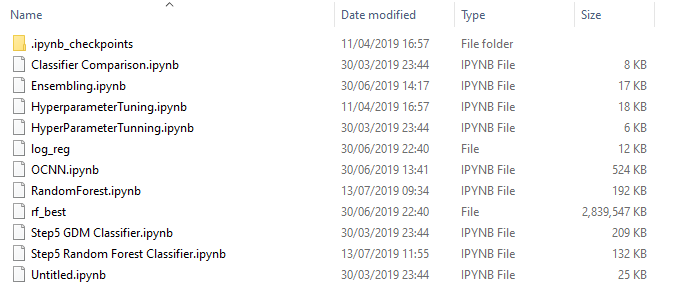 Name Date modified Type Size
.ipynb_checkpoints 11/04/2019 16:57 File folder
Classifier Comparison.ipynb 30/03/2019 23:44 IPYNB File 8 KB
Ensembling.ipynb 30/06/2019 14:17 IPYNB File 17 KB
HyperparameterTuning.ipynb 11/04/2019 16:57 IPYNB File 18 KB
HyperParameterTunning.ipynb 30/03/2019 23:44 IPYNB File 6 KB
log_reg 30/06/2019 22:40 File 12 KB
OCNN.ipynb 30/06/2019 13:41 IPYNB File 524 KB
RandomForest.ipynb 13/07/2019 09:34 IPYNB File 192 KB
rf_best 30/06/2019 22:40 File 2,839,547 KB
Step5 GDM Classifier.ipynb 30/03/2019 23:44 IPYNB File 209 KB
Step5 Random Forest Classifier.ipynb 13/07/2019 11:55 IPYNB File 132 KB
Untitled.ipynb 30/03/2019 23:44 IPYNB File 25 KB